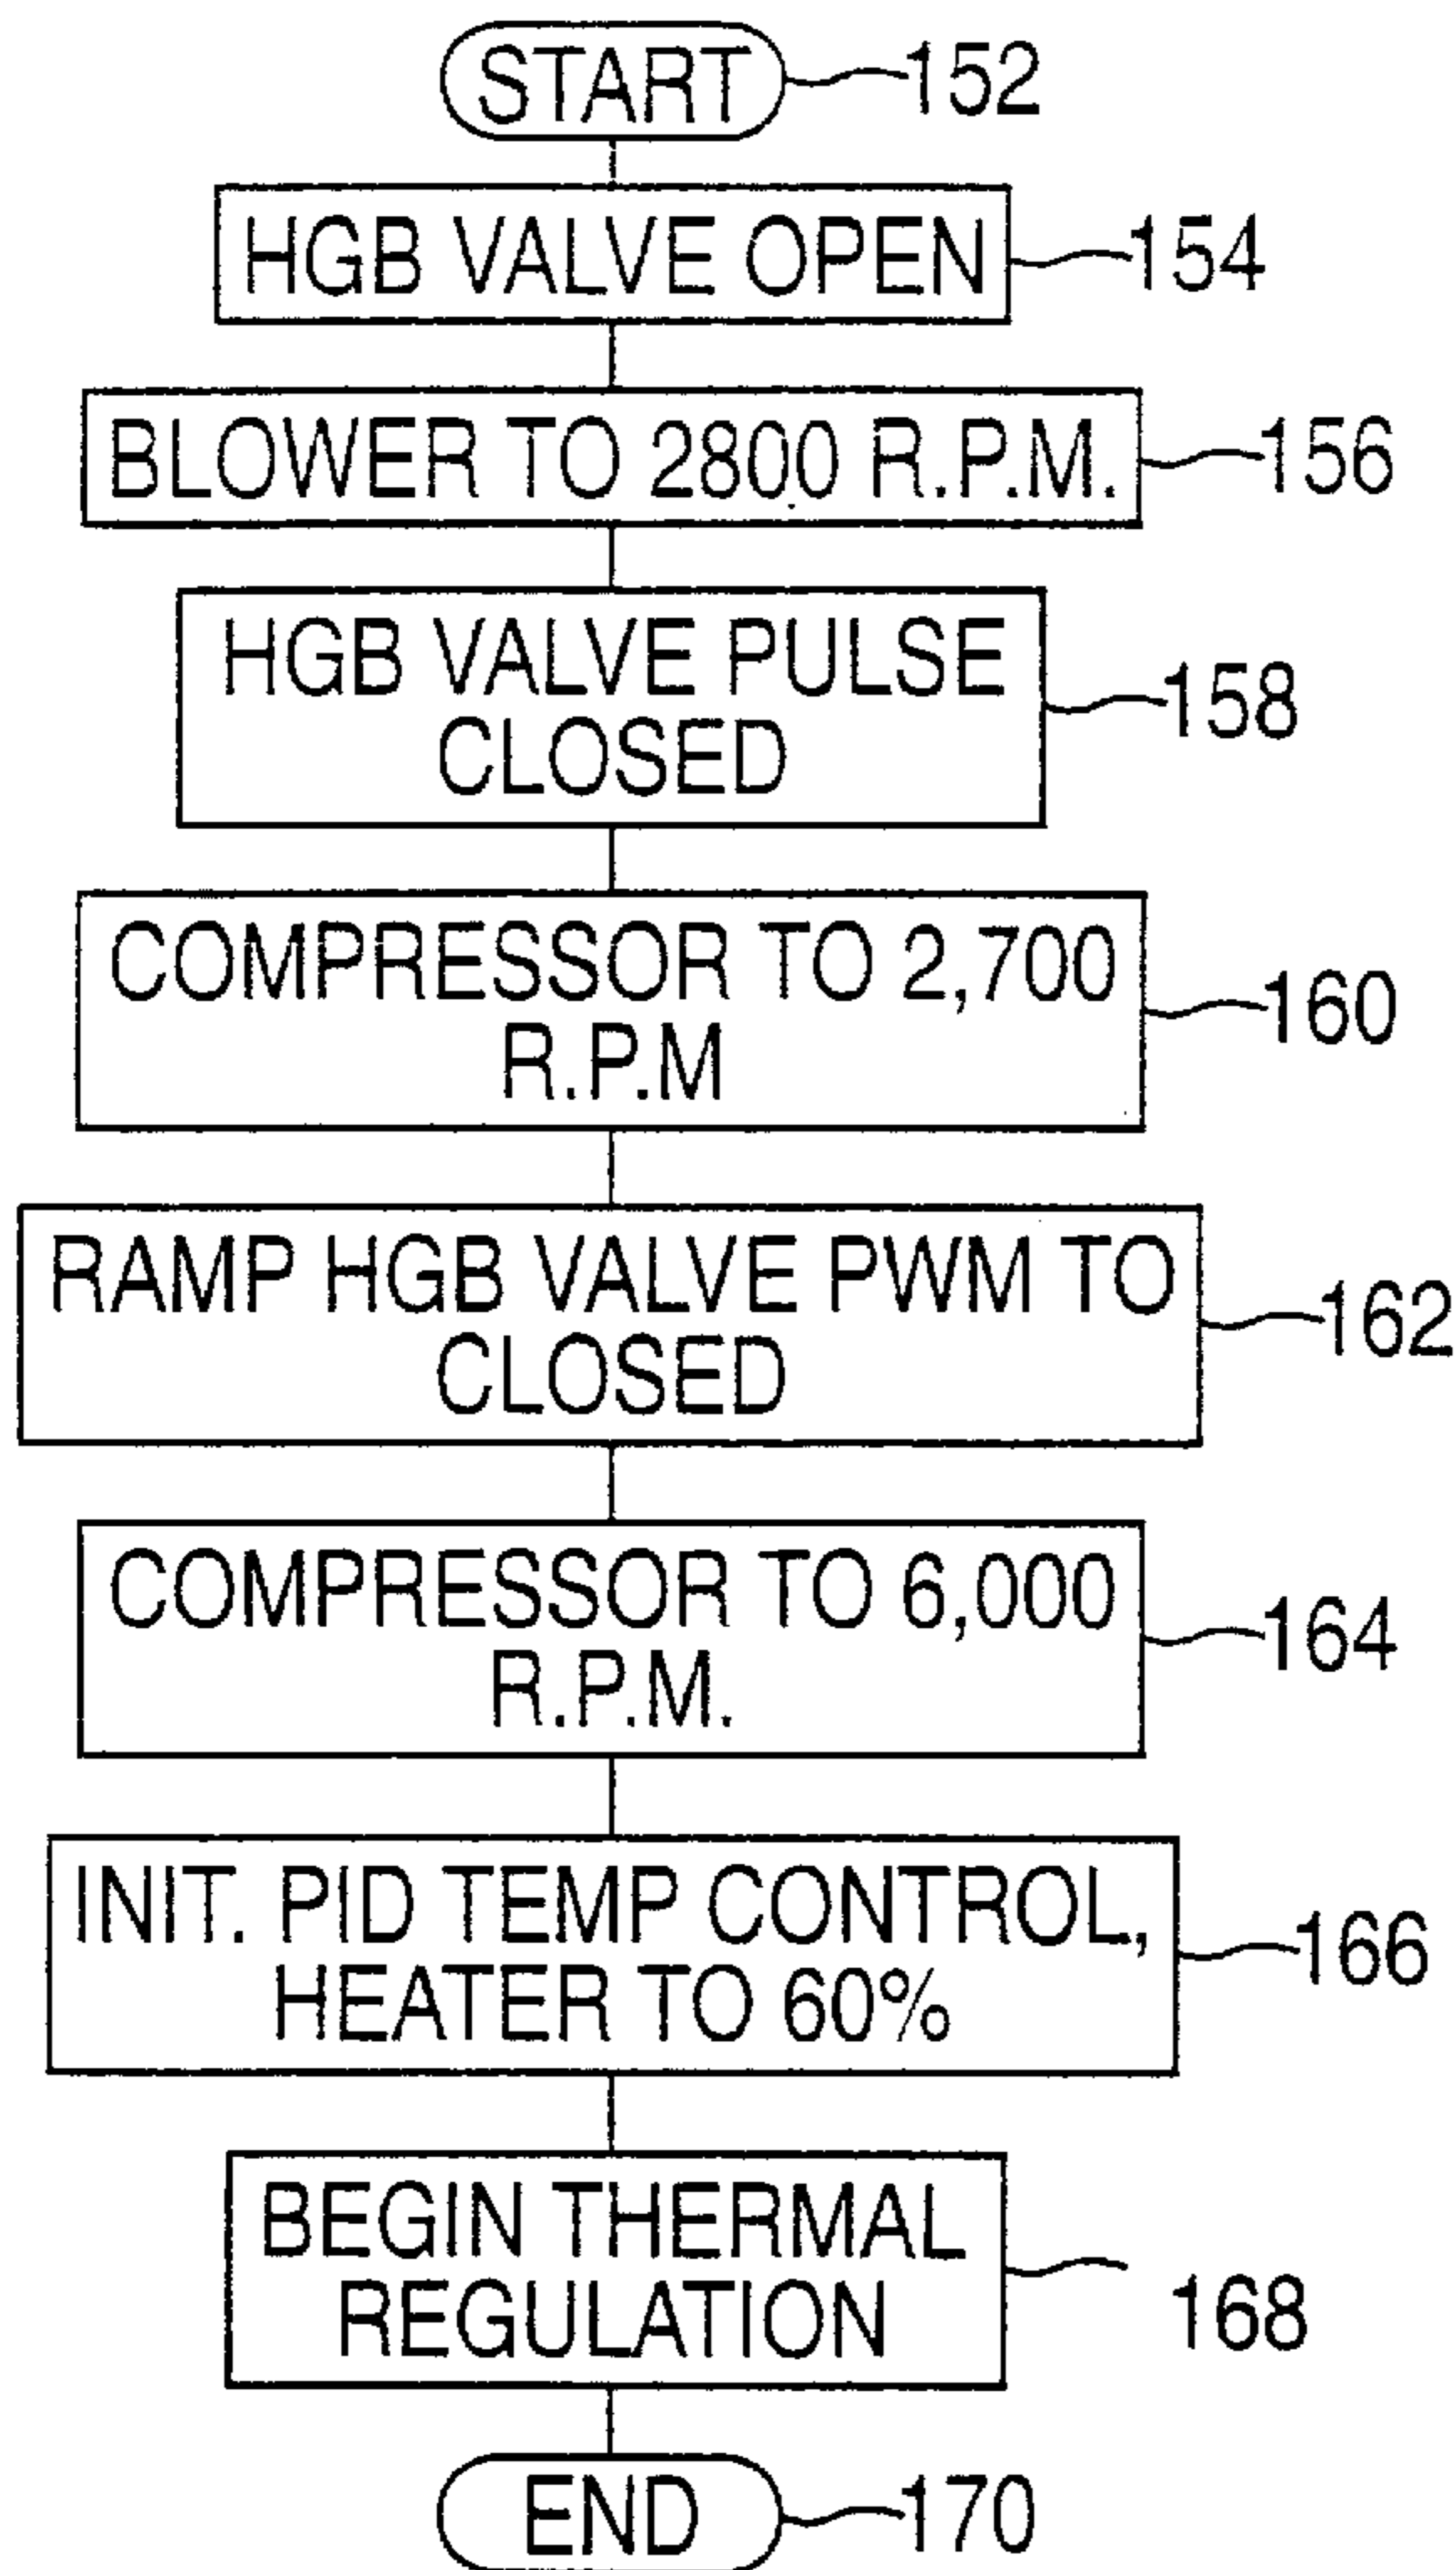 START 152
HGB VALVE OPEN 154
BLOWER TO 2800 R.P.M. 156
HGB VALVE PULSE
CLOSED 158
COMPRESSOR TO 2,700
R.P.M 160
RAMP HGB VALVE PWM TO
CLOSED 162
COMPRESSOR TO 6,000
R.P.M. 164
INIT. PID TEMP CONTROL,
HEATER TO 60% 166
BEGIN THERMAL
REGULATION 168
END 170